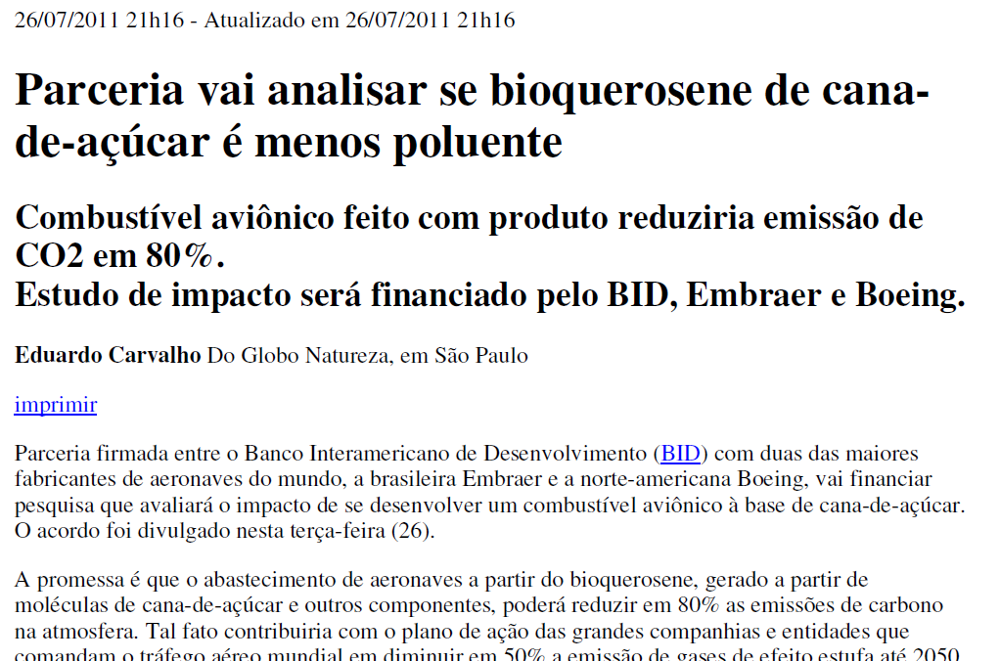 26/07/2011 21h16 - Atualizado em 26/07/2011 21h16
Parceria vai analisar se bioquerosene de cana-
de-açúcar é menos poluente
Combustível aviônico feito com produto reduziria emissão de
CO2 em 80%.
Estudo de impacto será financiado pelo BID, Embraer e Boeing.
Eduardo Carvalho Do Globo Natureza, em São Paulo
imprimir
Parceria firmada entre o Banco Interamericano de Desenvolvimento (BID) com duas das maiores
fabricantes de aeronaves do mundo, a brasileira Embraer e a norte-americana Boeing, vai financiar
pesquisa que avaliará o impacto de se desenvolver um combustível aviônico à base de cana-de-açúcar.
O acordo foi divulgado nesta terça-feira (26).
A promessa é que o abastecimento de aeronaves a partir do bioquerosene, gerado a partir de
moléculas de cana-de-açúcar e outros componentes, poderá reduzir em 80% as emissões de carbono
na atmosfera. Tal fato contribuiria com o plano de ação das grandes companhias e entidades que
comandam o tráfego aéreo mundial em diminuir em 50% a emissão de gases de efeito estufa até 2050